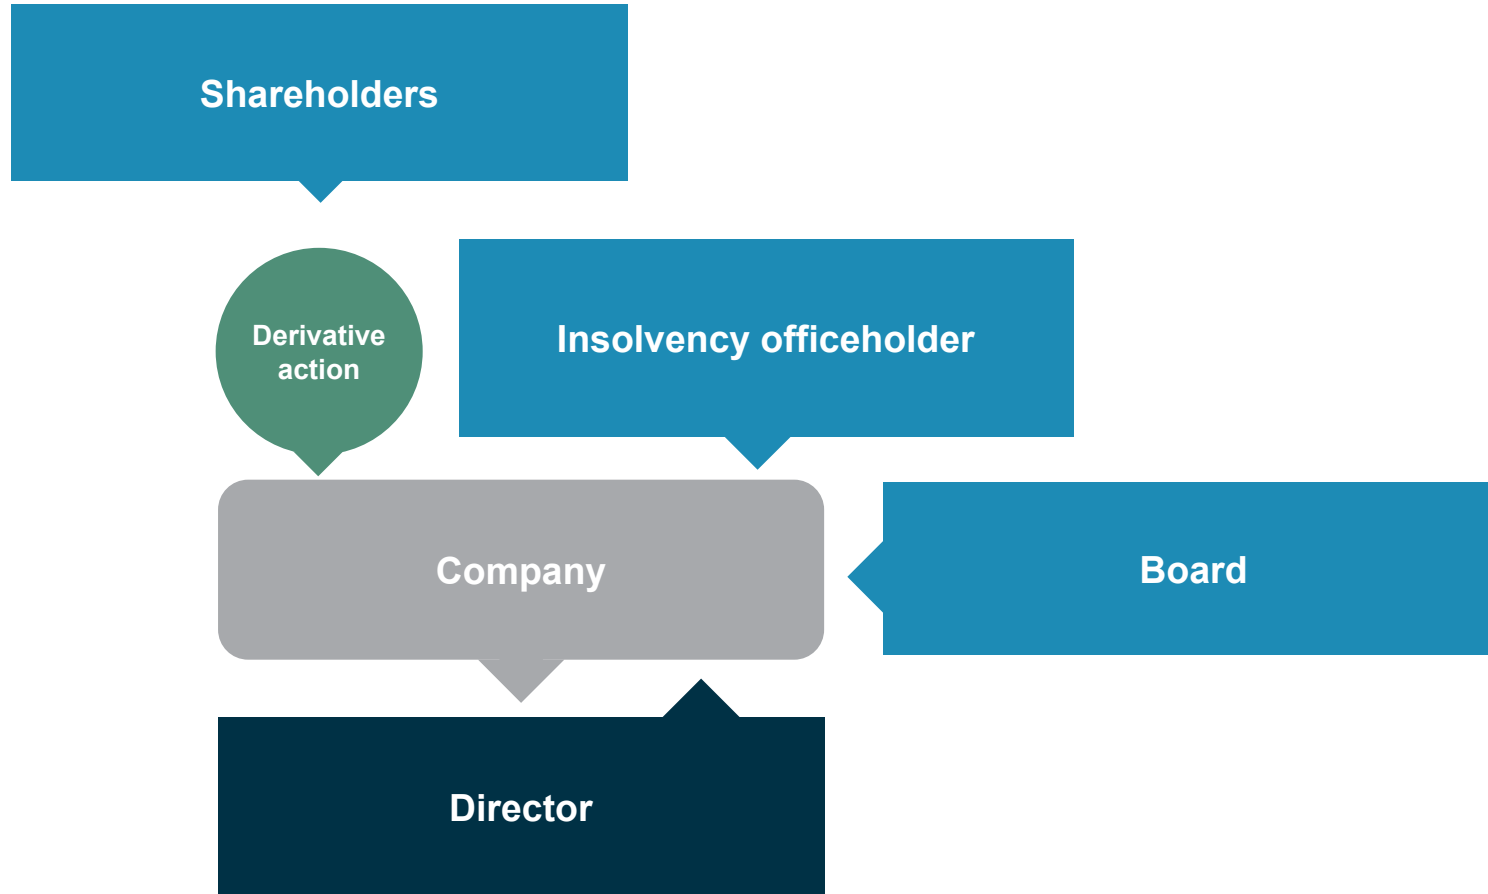 Shareholders
Derivative
action
Insolvency officeholder
Company
Board
Director